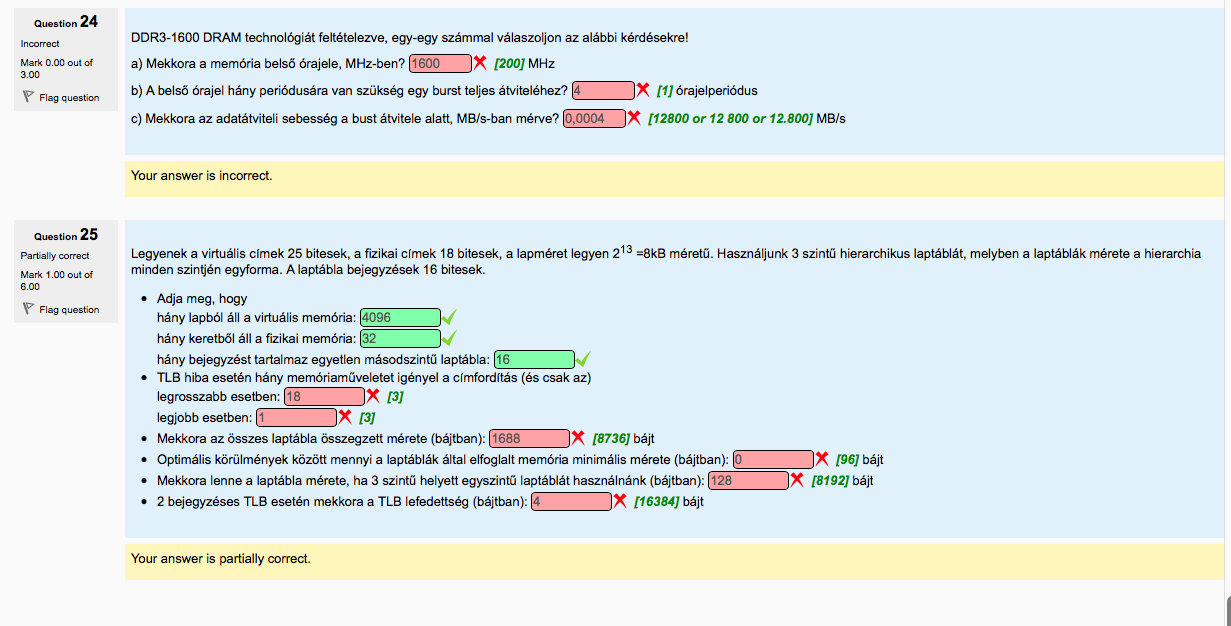 Question 24
Incorrect
Mark 0.00 out of
3.00
Flag question
DDR3-1600 DRAM technológiát feltételezve, egy-egy számmal válaszoljon az alábbi kérdésekre!
a) Mekkora a memória belső órajele, MHz-ben? 1600 [200] MHz
b) A belső órajel hány periódusára van szükség egy burst teljes átviteléhez? 4 [1] órajelperiódus
c) Mekkora az adatátviteli sebesség a bust átvitele alatt, MB/s-ban mérve? 0,0004 [12800 or 12 800 or 12.800] MB/s
Your answer is incorrect.
Question 25
Partially correct
Mark 1.00 out of
6.00
Flag question
Legyenek a virtuális címek 25 bitesek, a fizikai címek 18 bitesek, a lapméret legyen 2^13 =8kB méretű. Használjunk 3 szintű hierarchikus laptáblát, melyben a laptáblák mérete a hierarchia
minden szintjén egyforma. A laptábla bejegyzések 16 bitesek.
• Adja meg, hogy
hány lapból áll a virtuális memória: 4096
hány keretből áll a fizikai memória: 32
hány bejegyzést tartalmaz egyetlen másodszintű laptábla: 16
• TLB hiba esetén hány memóriaműveletet igényel a címfordítás (és csak az)
legrosszabb esetben: 18 [3]
legjobb esetben: 1 [3]
• Mekkora az összes laptábla összegzett mérete (bájtban): 1688 [8736] bájt
• Optimális körülmények között mennyi a laptáblák által elfoglalt memória minimális mérete (bájtban): 0 [96] bájt
• Mekkora lenne a laptábla mérete, ha 3 szintű helyett egyszintű laptáblát használnánk (bájtban): 128 [8192] bájt
• 2 bejegyzéses TLB esetén mekkora a TLB lefedettség (bájtban): 4 [16384] bájt
Your answer is partially correct.